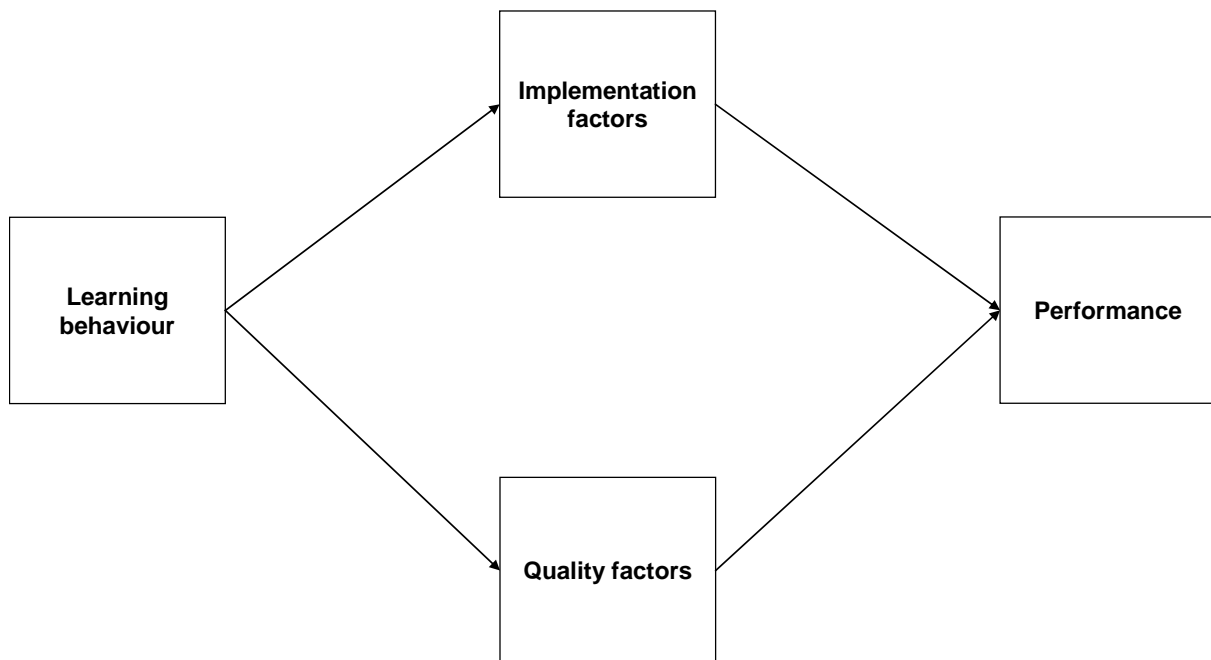 Implementation
factors
Learning
behaviour
Performance
Quality factors